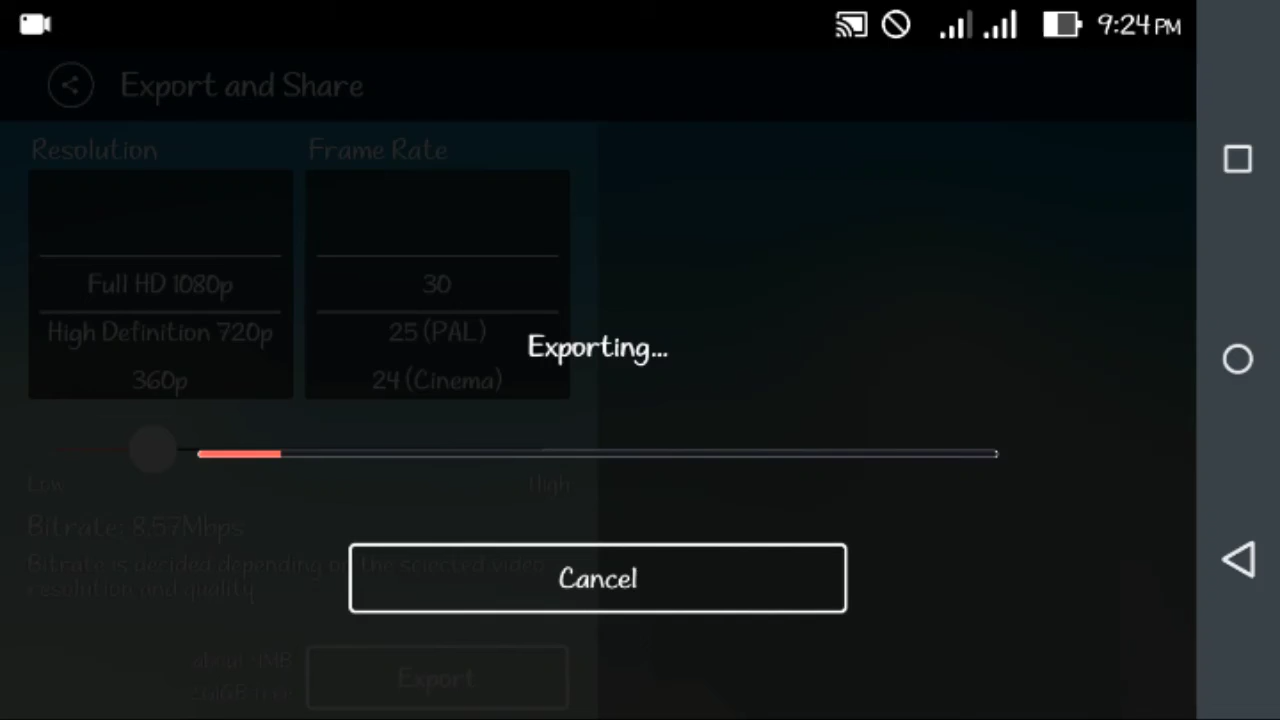 9:24 PM
Export and Share
Resolution
Frame Rate
Full HD 1080p
30
High Definition 720p
25 (PAL)
360p
24 (Cinema)
Exporting...
Low
High
Bitrate: 8.57Mbps
Bitrate is decided depending on the selected video
resolution and quality
Cancel
about MB
Export